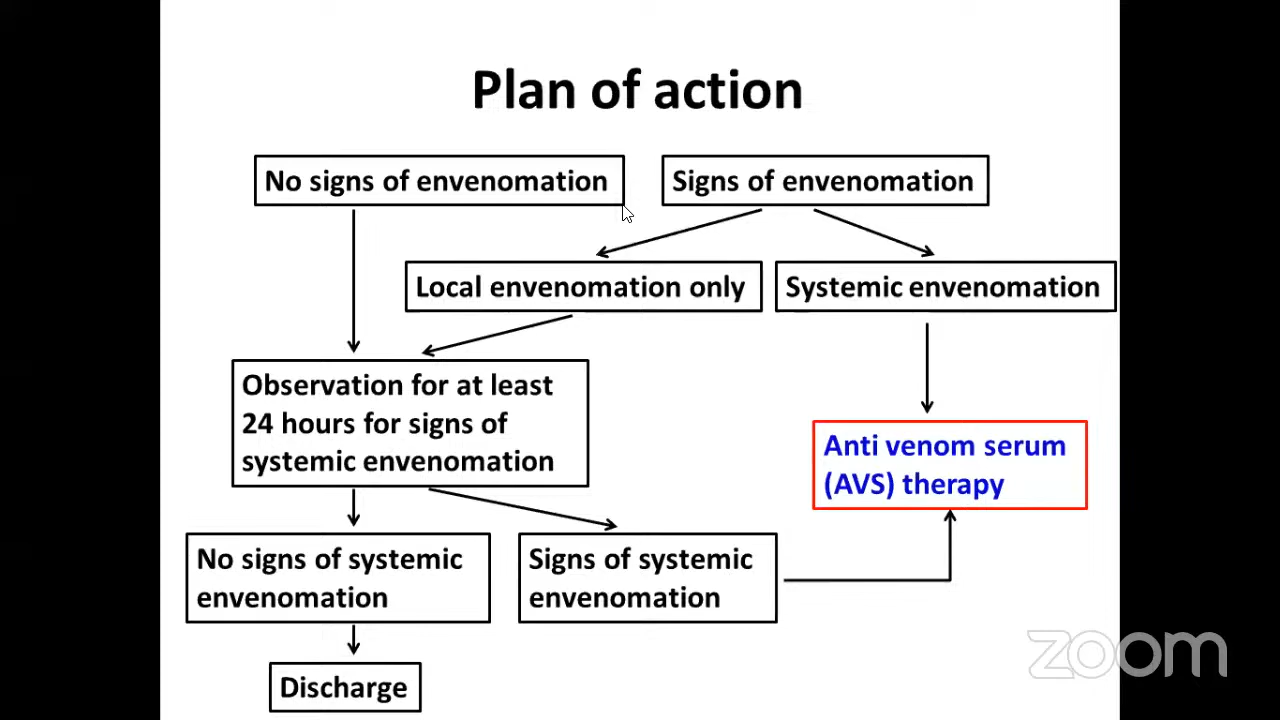 Plan of action
No signs of envenomation
Signs of envenomation
Local envenomation only
Systemic envenomation
Observation for at least
24 hours for signs of
systemic envenomation
Anti venom serum
(AVS) therapy
No signs of systemic
envenomation
Signs of systemic
envenomation
Discharge
zoom